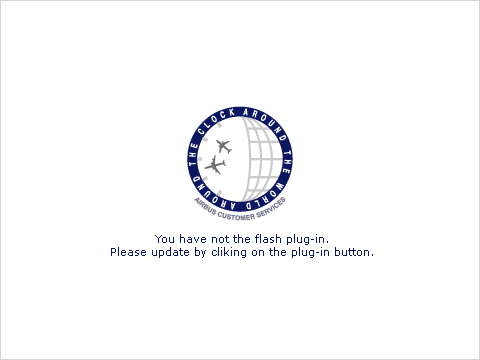 AROUND THE CLOCK AROUND THE WORLD
AIRBUS CUSTOMER SERVICES
You have not the flash plug-in.
Please update by cliking on the plug-in button.